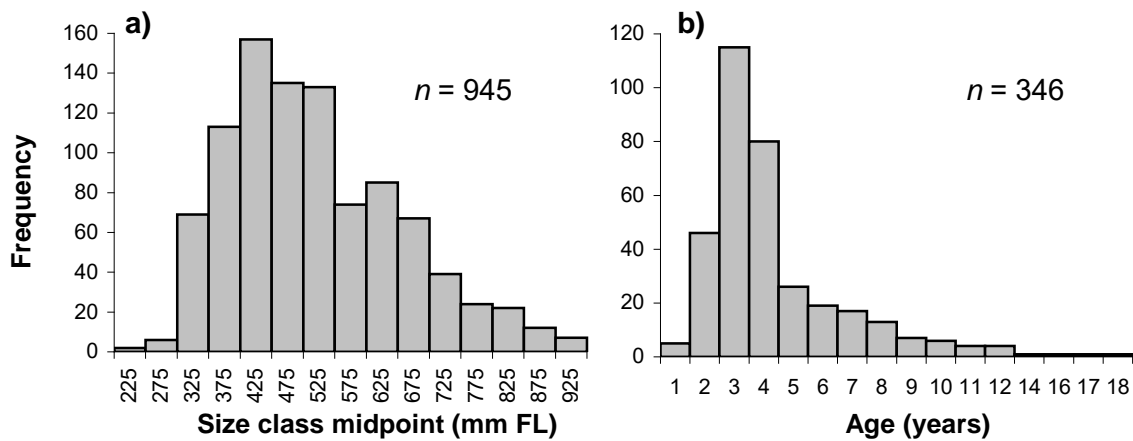 a)
n = 945
Frequency
160
140
120
100
80
60
40
20
0
225 275 325 375 425 475 525 575 625 675 725 775 825 875 925
Size class midpoint (mm FL)
b)
n = 346
120
100
80
60
40
20
0
1 2 3 4 5 6 7 8 9 10 11 12 14 16 17 18
Age (years)